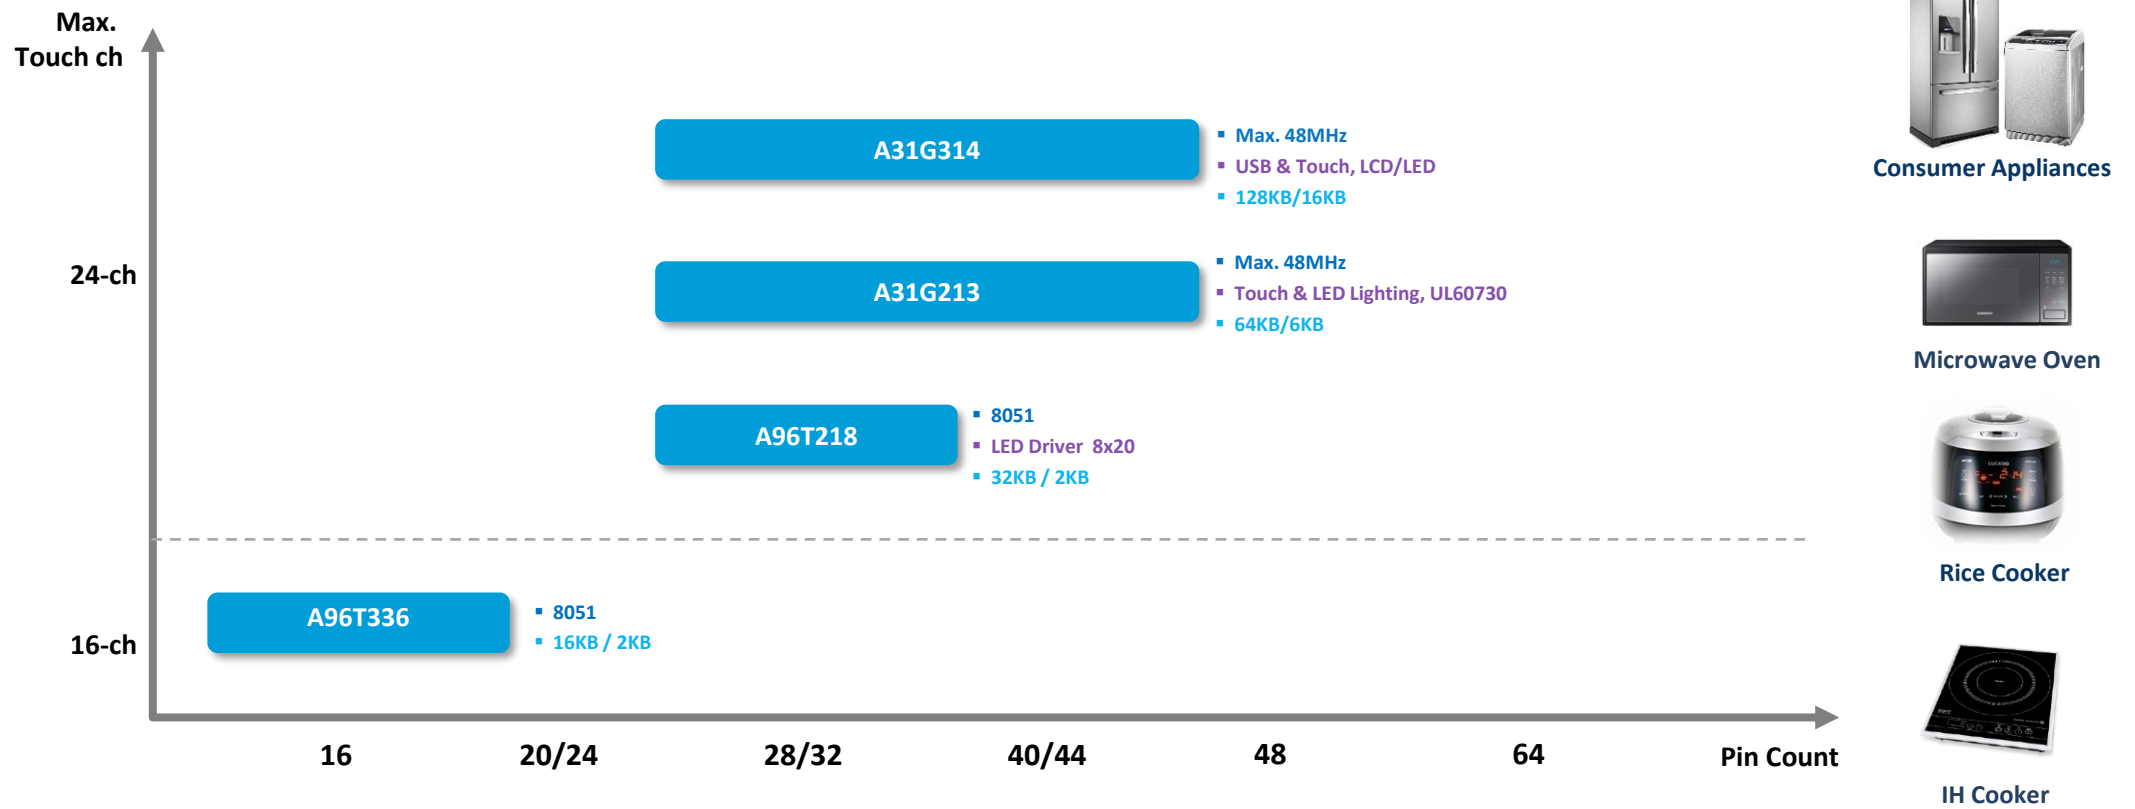 Max.
Touch ch
A31G314
Max. 48MHz
USB & Touch, LCD/LED
128KB/16KB
Consumer Appliances
24-ch
A31G213
Max. 48MHz
Touch & LED Lighting, UL60730
64KB/6KB
Microwave Oven
A96T218
8051
LED Driver 8x20
32KB / 2KB
CUCKOO
Rice Cooker
A96T336
8051
16KB / 2KB
16-ch
16
20/24
28/32
40/44
48
64
Pin Count
IH Cooker